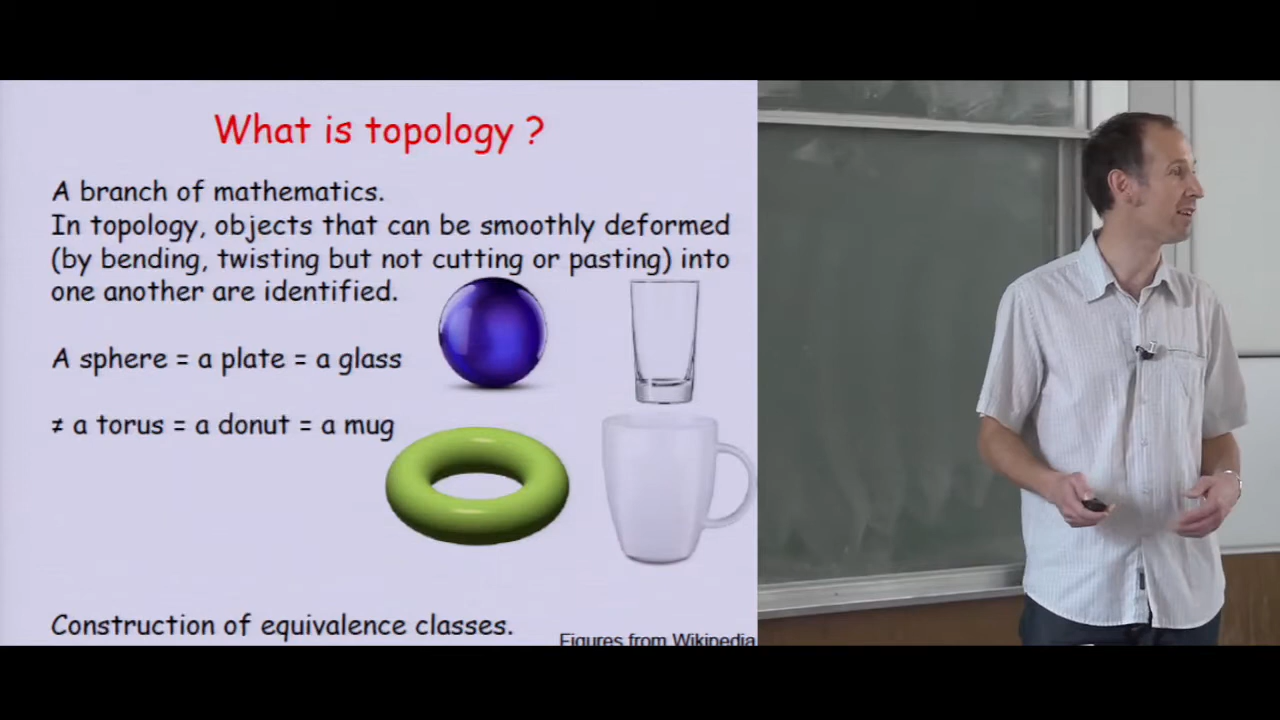 What is topology ?
A branch of mathematics.
In topology, objects that can be smoothly deformed
(by bending, twisting but not cutting or pasting) into
one another are identified.
A sphere = a plate = a glass
≠ a torus = a donut = a mug
Construction of equivalence classes.
Figures from Wikipedia